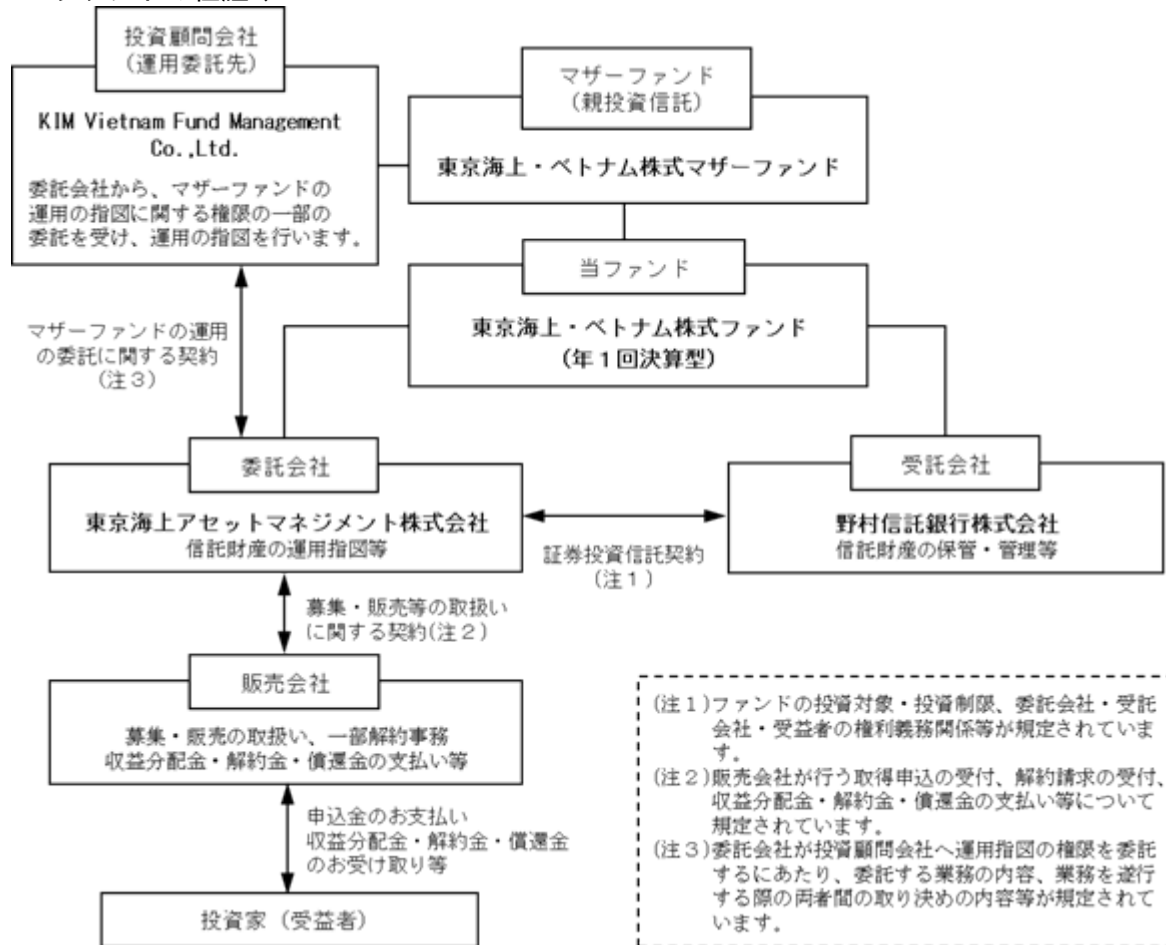 投資顧問会社
(運用委託先)
KIM Vietnam Fund Management
Co.,Ltd.
委託会社から、マザーファンドの
運用の指図に関する権限の一部の
委託を受け、運用の指図を行います。
マザーファンド
(親投資信託)
東京海上・ベトナム株式マザーファンド
当ファンド
東京海上・ベトナム株式ファンド
(年1回決算型)
マザーファンドの運用
の委託に関する契約
(注3)
委託会社
東京海上アセットマネジメント株式会社
信託財産の運用指図等
証券投資信託契約
(注1)
受託会社
野村信託銀行株式会社
信託財産の保管・管理等
募集・販売等の取扱い
に関する契約(注2)
販売会社
募集・販売の取扱い、一部解約事務
収益分配金・解約金・償還金の支払い等
申込金のお支払い
収益分配金・解約金・償還金
のお受け取り等
投資家(受益者)
(注1)ファンドの投資対象・投資制限、委託会社・受託
会社・受益者の権利義務関係等が規定されていま
す。
(注2)販売会社が行う取得申込の受付、解約請求の受付、
収益分配金・解約金・償還金の支払い等について
規定されています。
(注3)委託会社が投資顧問会社へ運用指図の権限を委託
するにあたり、委託する業務の内容、業務を遂行
する際の両者間の取り決めの内容等が規定されて
います。